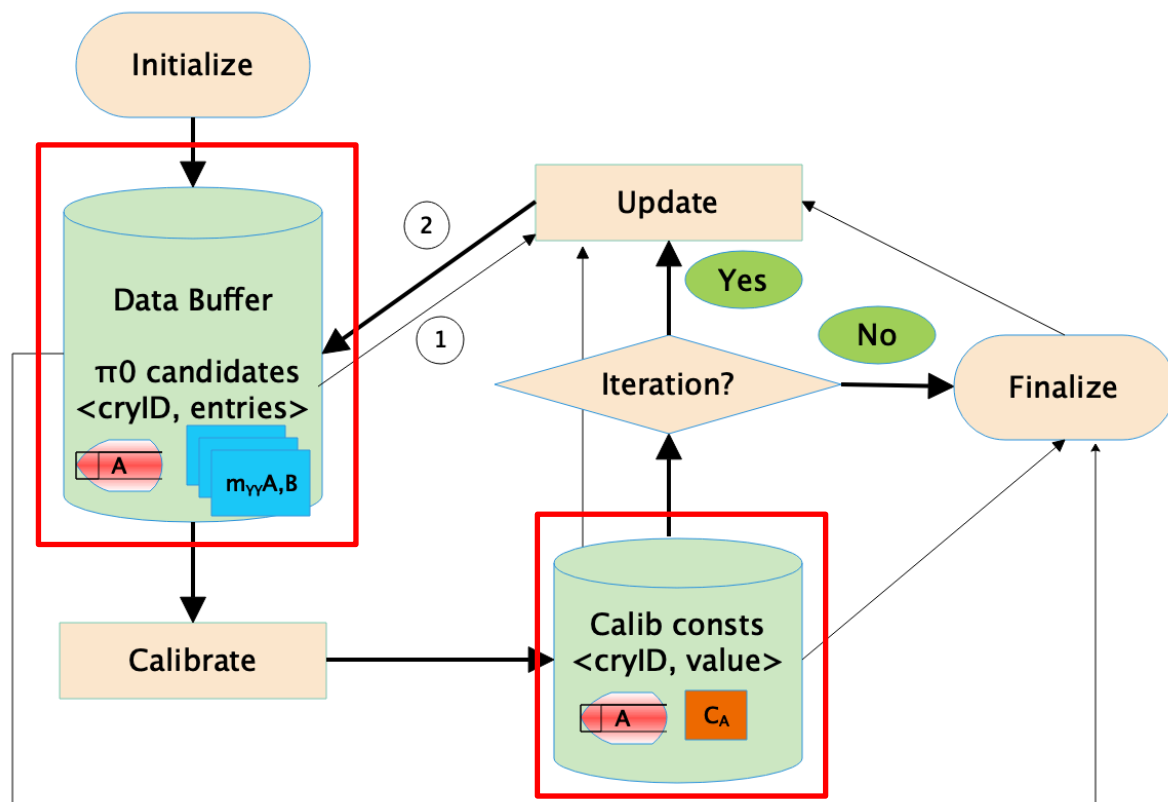 Initialize
2
Update
Data Buffer
Yes
1
No
π0 candidates
<cryID, entries>
Iteration?
Finalize
A
mγγA,B
Calibrate
Calib consts
<cryID, value>
A
CA